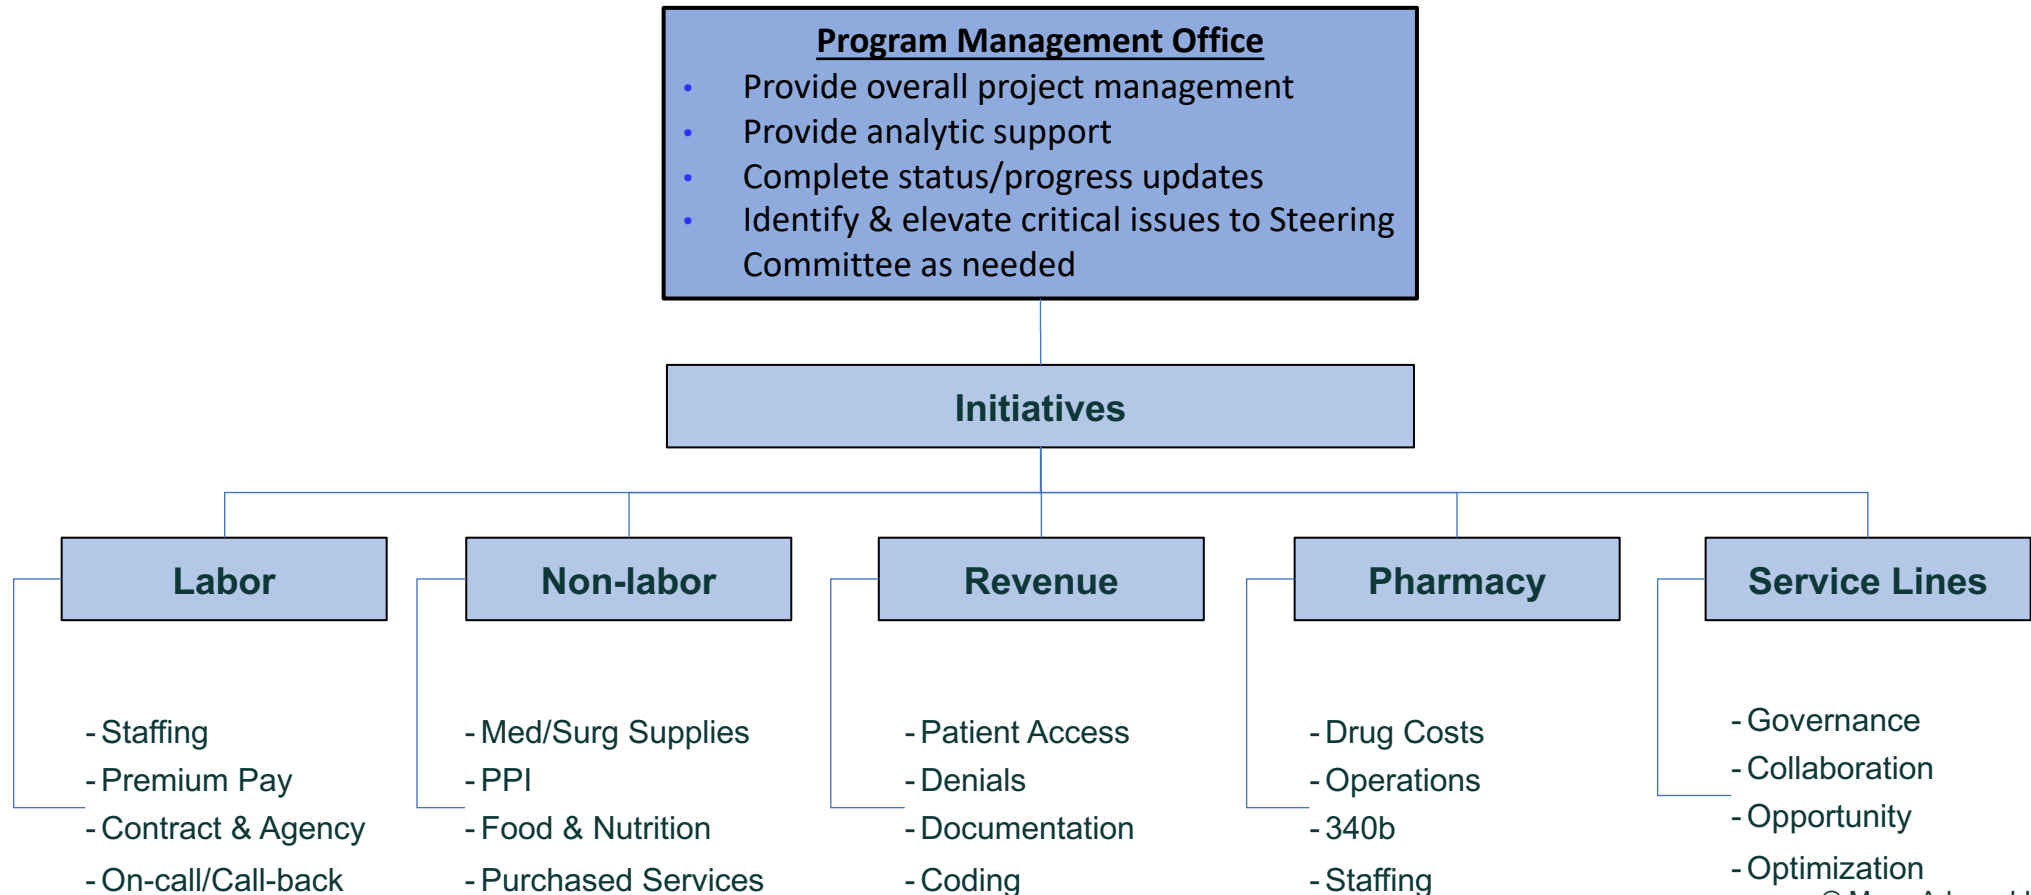 Program Management Office
• Provide overall project management
• Provide analytic support
• Complete status/progress updates
• Identify & elevate critical issues to Steering
Committee as needed
Initiatives
Labor
- Staffing
- Premium Pay
- Contract & Agency
- On-call/Call-back
Non-labor
- Med/Surg Supplies
- PPI
- Food & Nutrition
- Purchased Services
Revenue
- Patient Access
- Denials
- Documentation
- Coding
Pharmacy
- Drug Costs
- Operations
- 340b
- Staffing
Service Lines
- Governance
- Collaboration
- Opportunity
- Optimization